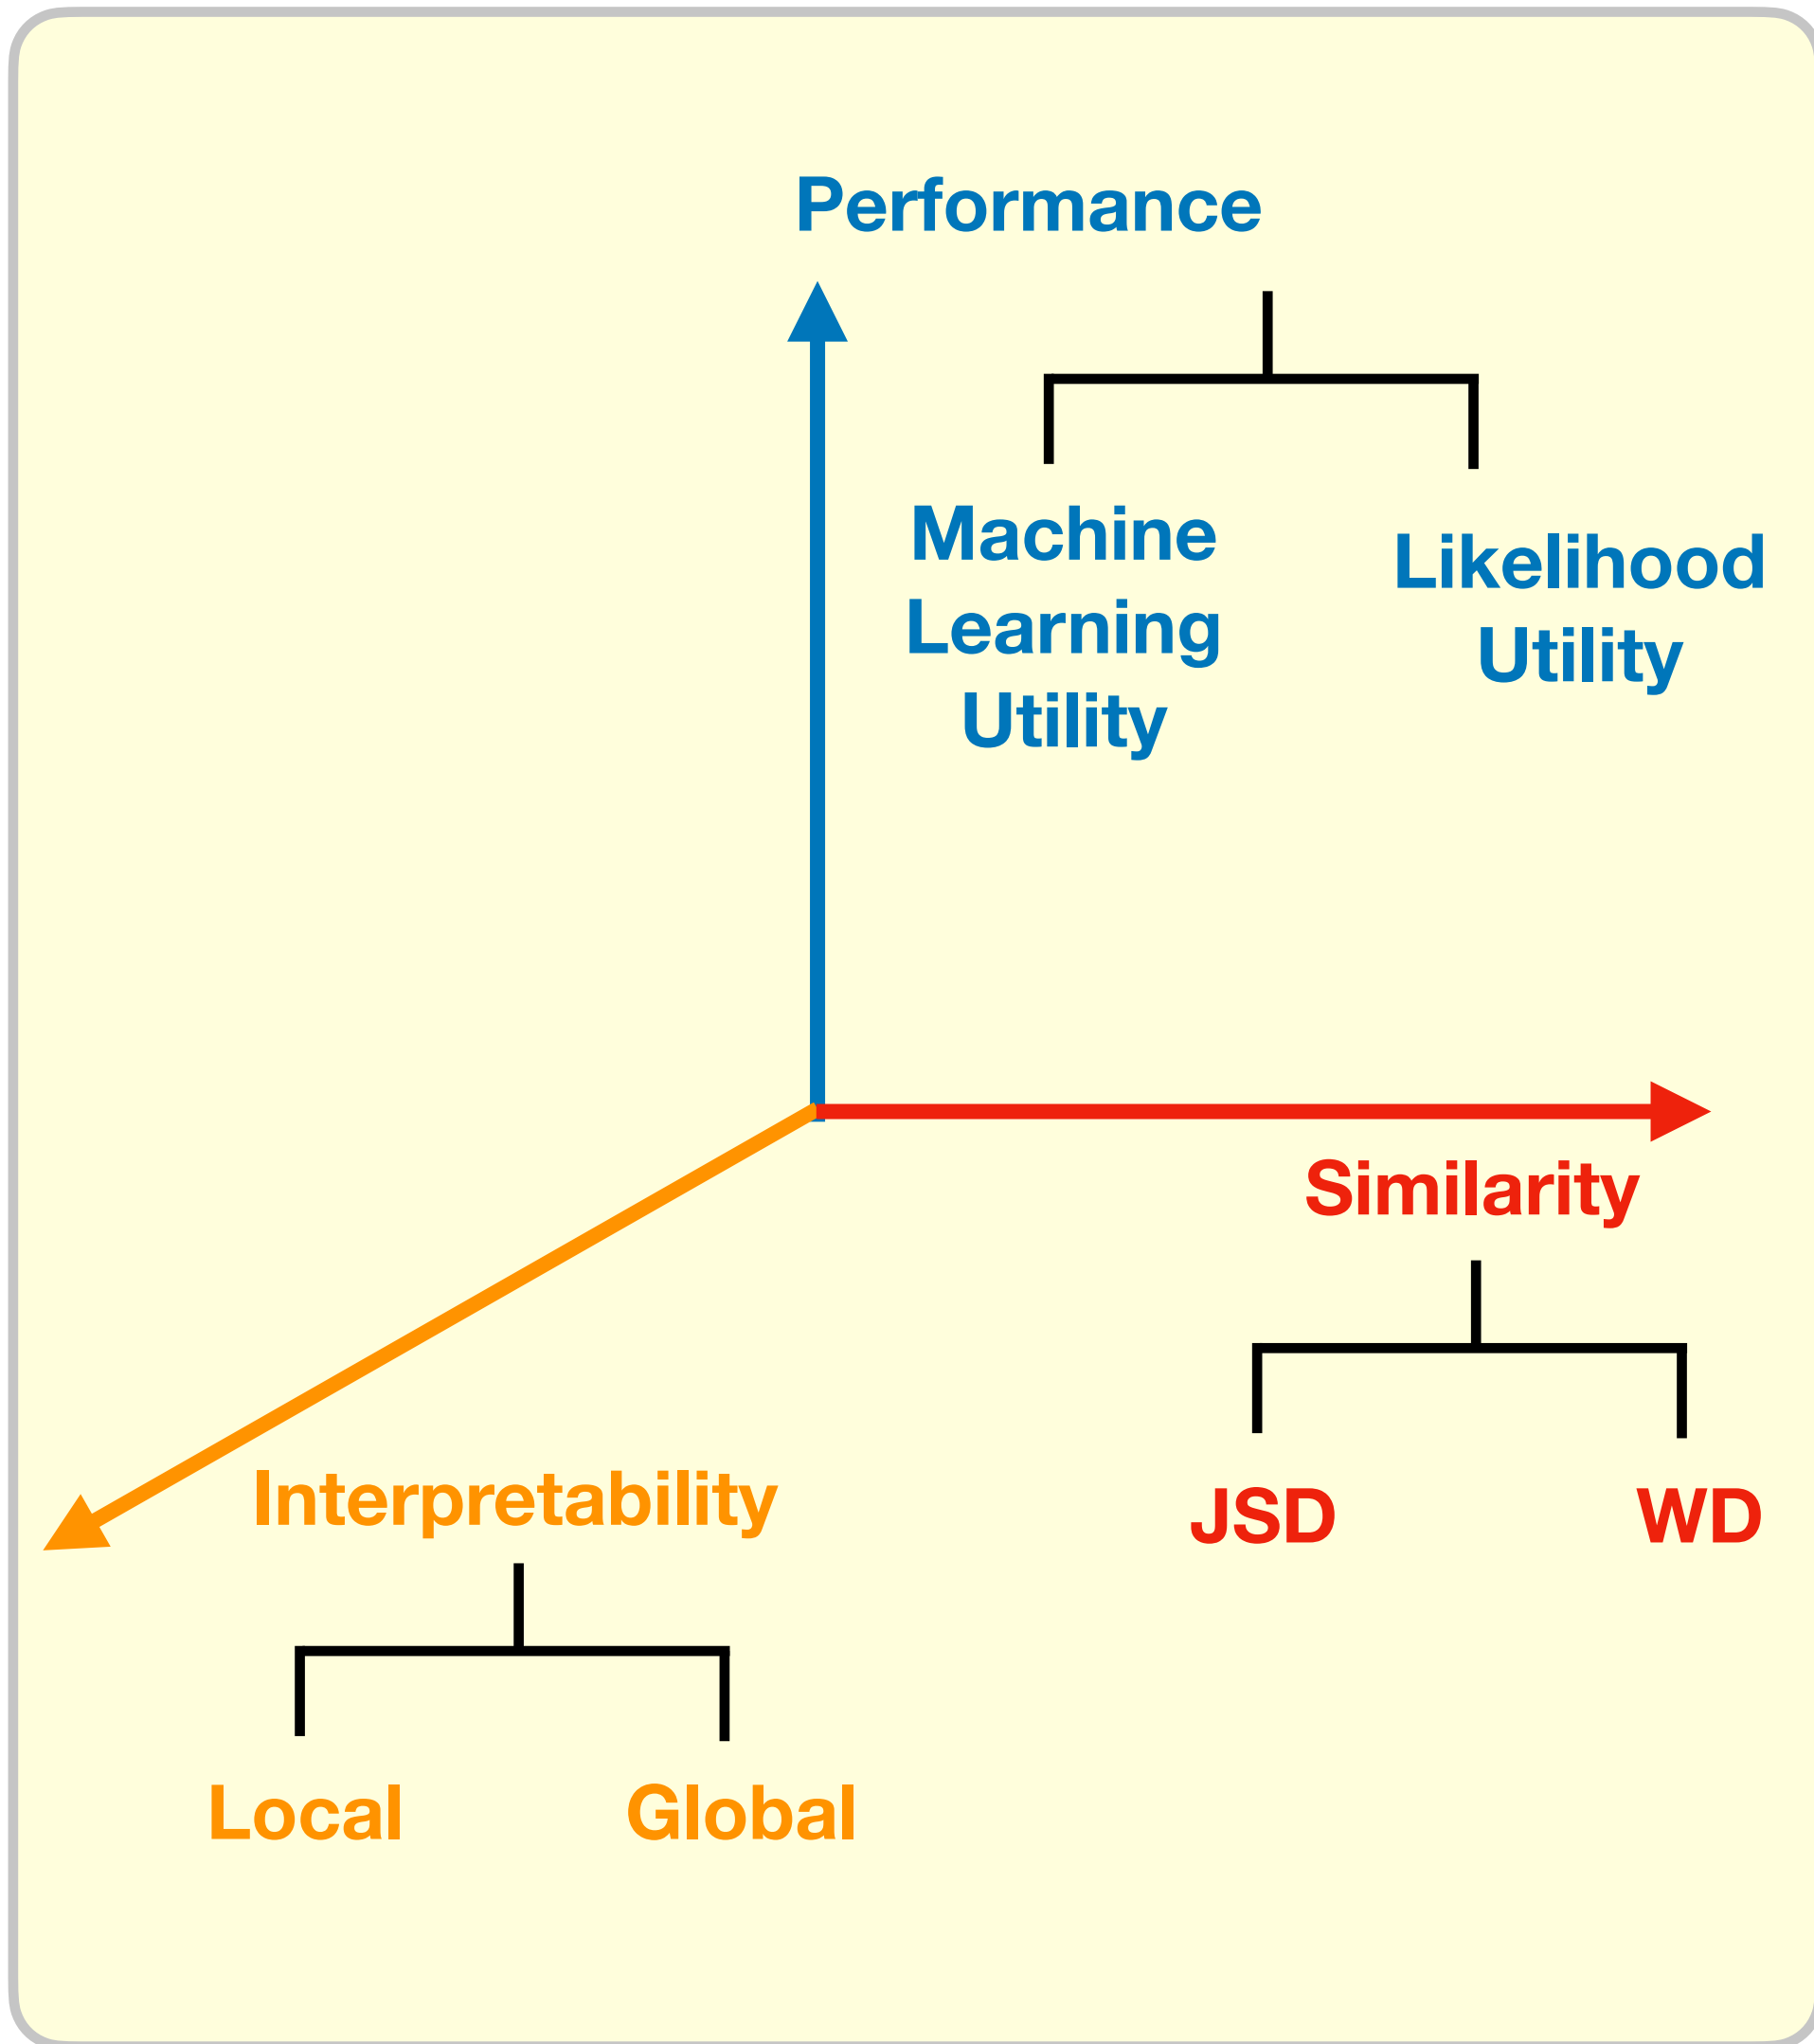 Performance
Machine
Learning
Utility
Likelihood
Utility
Similarity
JSD
WD
Interpretability
Local
Global